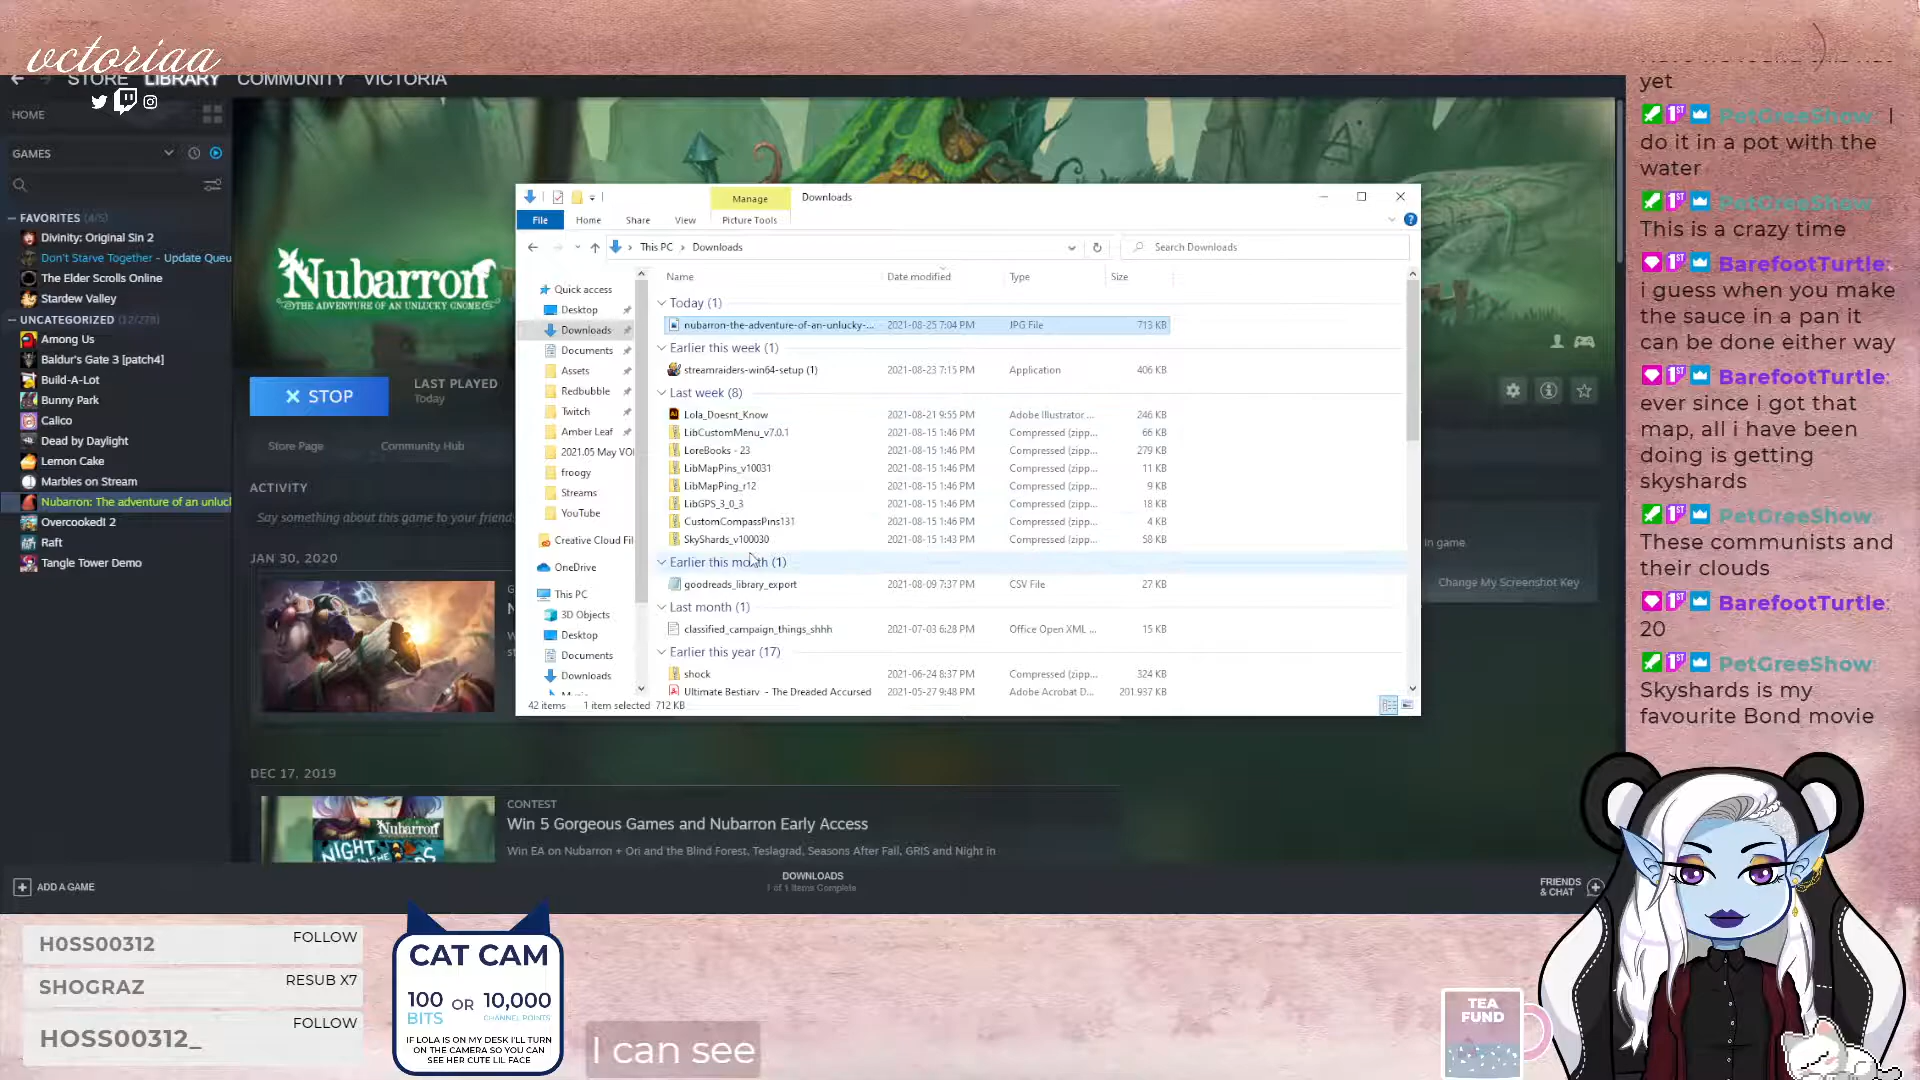 vctoriaa
STORE LIBRARY COMMUNITY VICTORIA
HOME
GAMES
FAVORITES (4/5)
Divinity: Original Sin 2
Don't Starve Together - Update Queu
The Elder Scrolls Online
Stardew Valley
UNCATEGORIZED (12/278)
Among Us
Baldur's Gate 3 [patch4]
Build-A-Lot
Bunny Park
Calico
Dead by Daylight
Lemon Cake
Marbles on Stream
Nubarron: The adventure of an unluck
Overcooked! 2
Raft
Tangle Tower Demo
ADD A GAME
Nubarron
THE ADVENTURE OF AN UNLUCKY GNOME
STOP
LAST PLAYED
Today
Store Page
Community Hub
ACTIVITY
Say something about this game to your friend
JAN 30, 2020
in game.
Change My Screenshot Key
DEC 17, 2019
Nubarron
NIGHT
CONTEST
Win 5 Gorgeous Games and Nubarron Early Access
Win EA on Nubarron + Ori and the Blind Forest, Teslagrad, Seasons After Fall, GRIS and Night in
DOWNLOADS
1 of 1 Items Complete
FRIENDS
& CHAT
Manage
Downloads
File Home Share View Picture Tools
This PC > Downloads
Search Downloads
Name Date modified Type Size
Quick access
Desktop
Downloads
Documents
Assets
Redbubble
Twitch
Amber Leaf
2021.05 May VO
froogy
Streams
YouTube
Creative Cloud Fil
OneDrive
This PC
3D Objects
Desktop
Documents
Downloads
Music
Today (1)
nubarron-the-adventure-of-an-unlucky-... 2021-08-25 7:04 PM JPG File 713 KB
Earlier this week (1)
streamraiders-win64-setup (1) 2021-08-23 7:15 PM Application 406 KB
Last week (8)
Lola_Doesnt_Know 2021-08-21 9:55 PM Adobe Illustrator ... 246 KB
LibCustomMenu_v7.0.1 2021-08-15 1:46 PM Compressed (zipp... 66 KB
LoreBooks - 23 2021-08-15 1:46 PM Compressed (zipp... 279 KB
LibMapPins_v10031 2021-08-15 1:46 PM Compressed (zipp... 11 KB
LibMapPing_r12 2021-08-15 1:46 PM Compressed (zipp... 9 KB
LibGPS_3_0_3 2021-08-15 1:46 PM Compressed (zipp... 18 KB
CustomCompassPins131 2021-08-15 1:46 PM Compressed (zipp... 4 KB
SkyShards_v100030 2021-08-15 1:43 PM Compressed (zipp... 58 KB
Earlier this month (1)
goodreads_library_export 2021-08-09 7:37 PM CSV File 27 KB
Last month (1)
classified_campaign_things_shhh 2021-07-03 6:28 PM Office Open XML ... 15 KB
Earlier this year (17)
shock 2021-06-24 8:37 PM Compressed (zipp... 324 KB
Ultimate Bestiary - The Dreaded Accursed 2021-05-27 9:48 PM Adobe Acrobat D... 201,937 KB
42 items 1 item selected 712 KB
yet
PetGreeShow: I
do it in a pot with the
water
PetGreeShow:
This is a crazy time
BarefootTurtle:
i guess when you make
the sauce in a pan it
can be done either way
BarefootTurtle:
ever since i got that
map, all i have been
doing is getting
skyshards
PetGreeShow:
These communists and
their clouds
BarefootTurtle:
20
PetGreeShow:
Skyshards is my
favourite Bond movie
H0SS00312 FOLLOW
SHOGRAZ RESUB X7
HOSS00312_ FOLLOW
CAT CAM
100 OR 10,000
BITS CHANNEL POINTS
IF LOLA IS ON MY DESK I'LL TURN
ON THE CAMERA SO YOU CAN
SEE HER CUTE LIL FACE
I can see
TEA
FUND